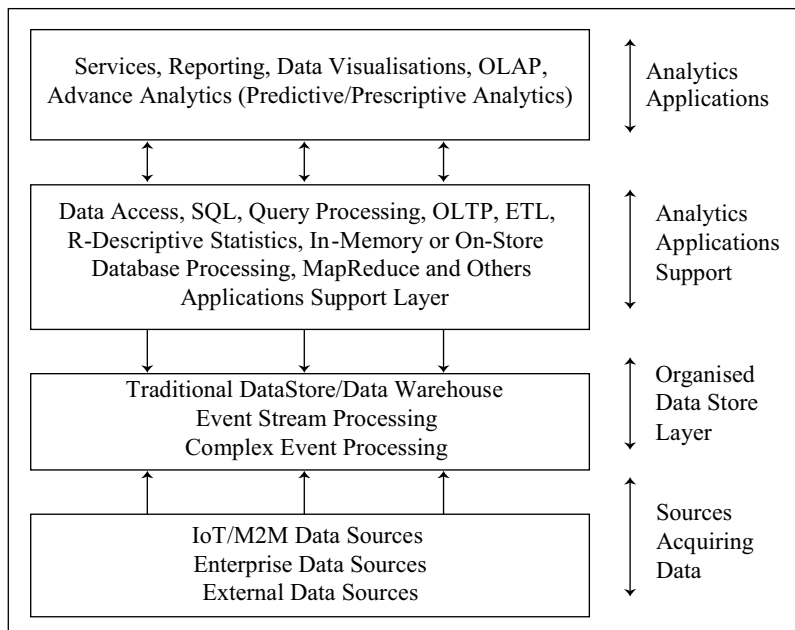 Services, Reporting, Data Visualisations, OLAP,
Advance Analytics (Predictive/Prescriptive Analytics)
Analytics
Applications
Data Access, SQL, Query Processing, OLTP, ETL,
R-Descriptive Statistics, In-Memory or On-Store
Database Processing, MapReduce and Others
Applications Support Layer
Analytics
Applications
Support
Traditional DataStore/Data Warehouse
Event Stream Processing
Complex Event Processing
Organised
Data Store
Layer
IoT/M2M Data Sources
Enterprise Data Sources
External Data Sources
Sources
Acquiring
Data